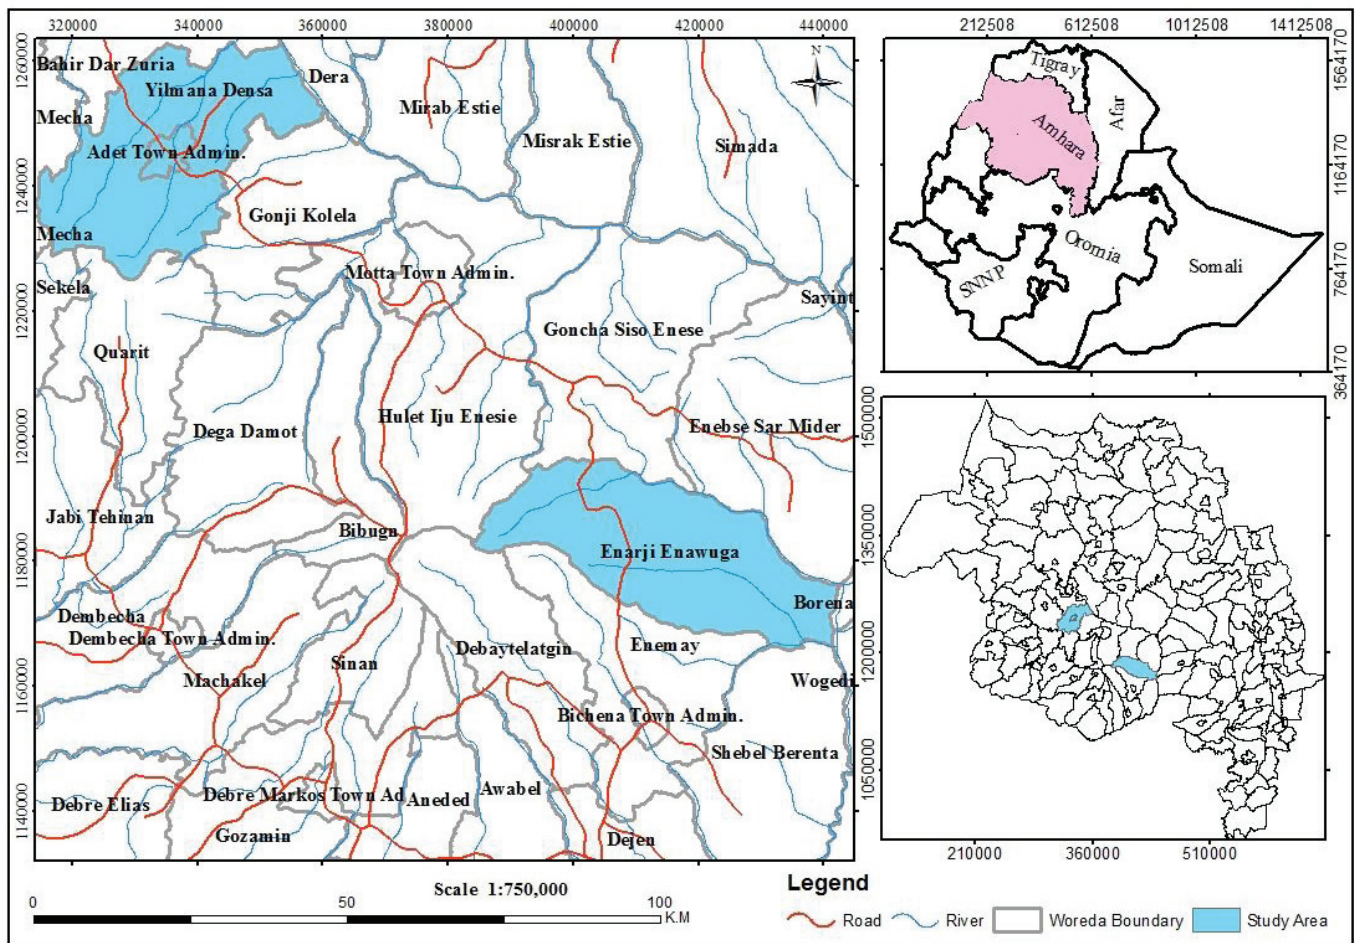 320000 340000 360000 380000 400000 420000 440000
212508 612508 1012508 1412508
1260000
1240000
1220000
1200000
1180000
1160000
1140000
N
Bahir Dar Zuria
Dera
Yilmana Densa
Mirab Estie
Mecha
Misrak Estie
Simada
Adet Town Admin.
Gonji Kolela
Mecha
Motta Town Admin.
Sekela
Sayint
Goncha Siso Enese
Quarit
Hulet Iju Enesie
Dega Damot
Enebse Sar Mider
Jabi Tehinan
Bibugn
Enarji Enawuga
Borena
Dembecha
Dembecha Town Admin.
Enemay
Debaytelatgin
Sinan
Machakel
Wogedi
Bichena Town Admin.
Shebel Berenta
Awabel
Debre Markos Town Ad
Aneded
Debre Elias
Gozamin
Dejen
Tigray
Afar
Amhara
Oromia
Somali
SNNP
1564170
1164170
764170
364170
1500000
1350000
1200000
1050000
a
210000 360000 510000
Scale 1:750,000
0 50 100
K.M
Legend
Road River Woreda Boundary Study Area